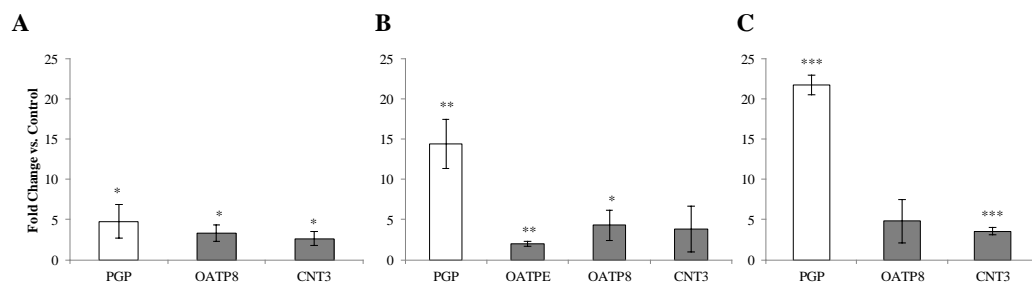 A
B
C
Fold Change vs. Control
25
20
15
10
5
0
*
*
*
PGP
OATP8
CNT3
25
20
15
10
5
0
**
**
*
PGP
OATPE
OATP8
CNT3
25
20
15
10
5
0
***
***
PGP
OATP8
CNT3